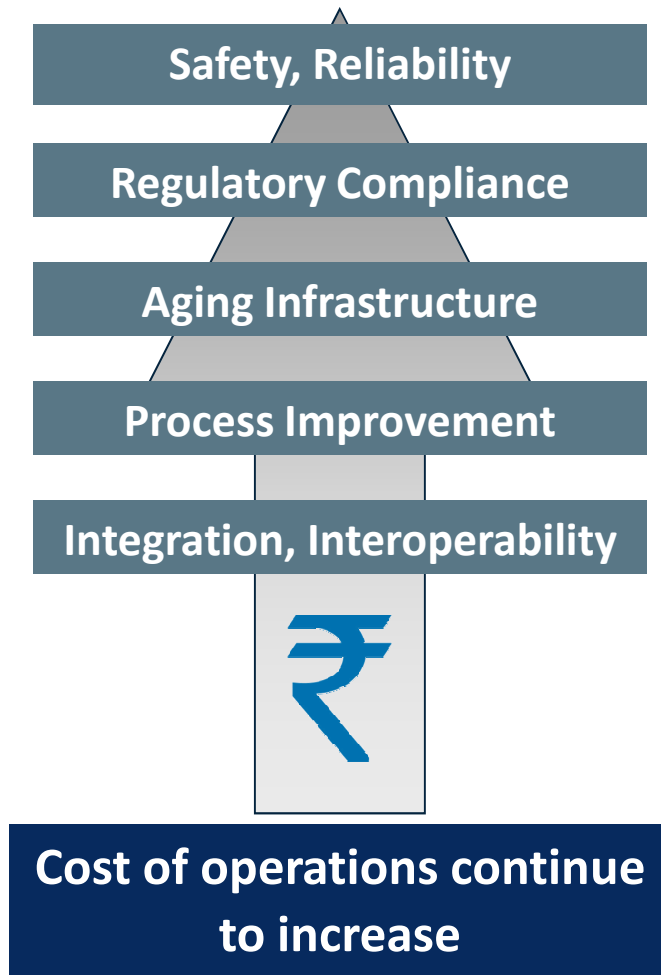 Safety, Reliability
Regulatory Compliance
Aging Infrastructure
Process Improvement
Integration, Interoperability
₹
Cost of operations continue
to increase